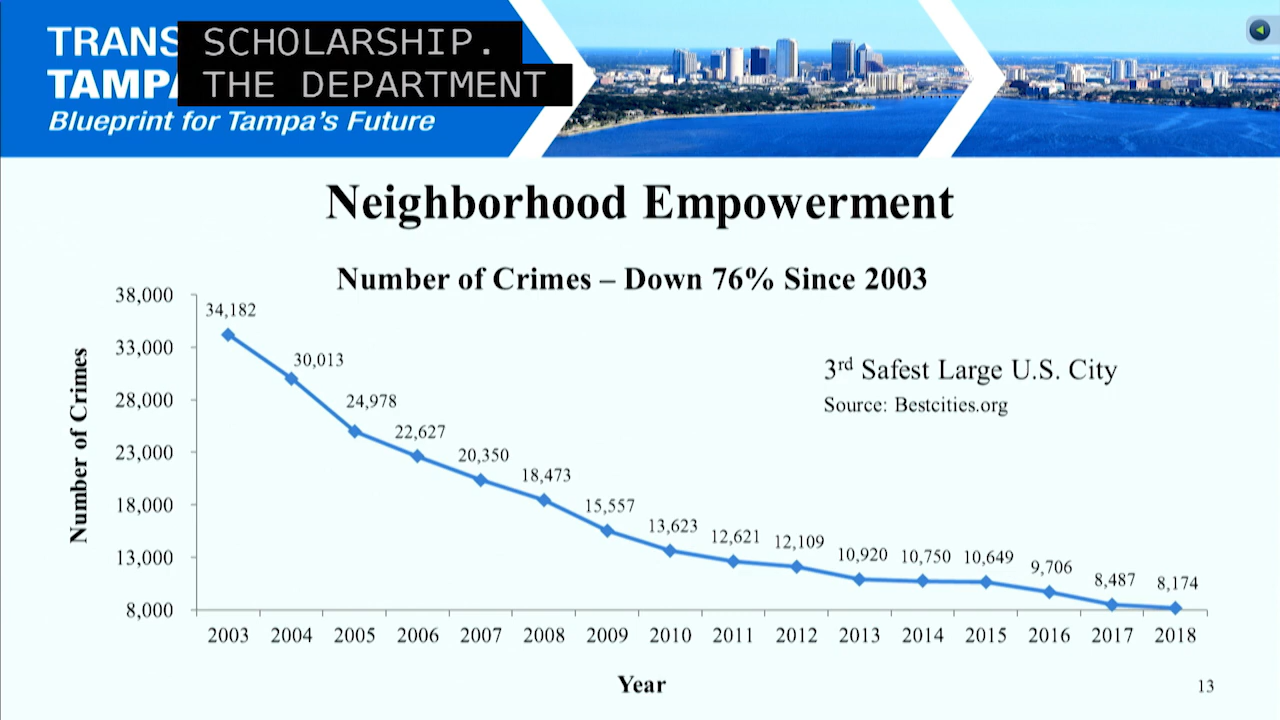 TRANS
TAMPA
SCHOLARSHIP.
THE DEPARTMENT
Blueprint for Tampa's Future
Neighborhood Empowerment
Number of Crimes – Down 76% Since 2003
38,000
33,000
28,000
23,000
18,000
13,000
8,000
Number of Crimes
34,182
30,013
24,978
22,627
20,350
18,473
15,557
13,623
12,621
12,109
10,920
10,750
10,649
9,706
8,487
8,174
3rd Safest Large U.S. City
Source: Bestcities.org
2003 2004 2005 2006 2007 2008 2009 2010 2011 2012 2013 2014 2015 2016 2017 2018
Year
13